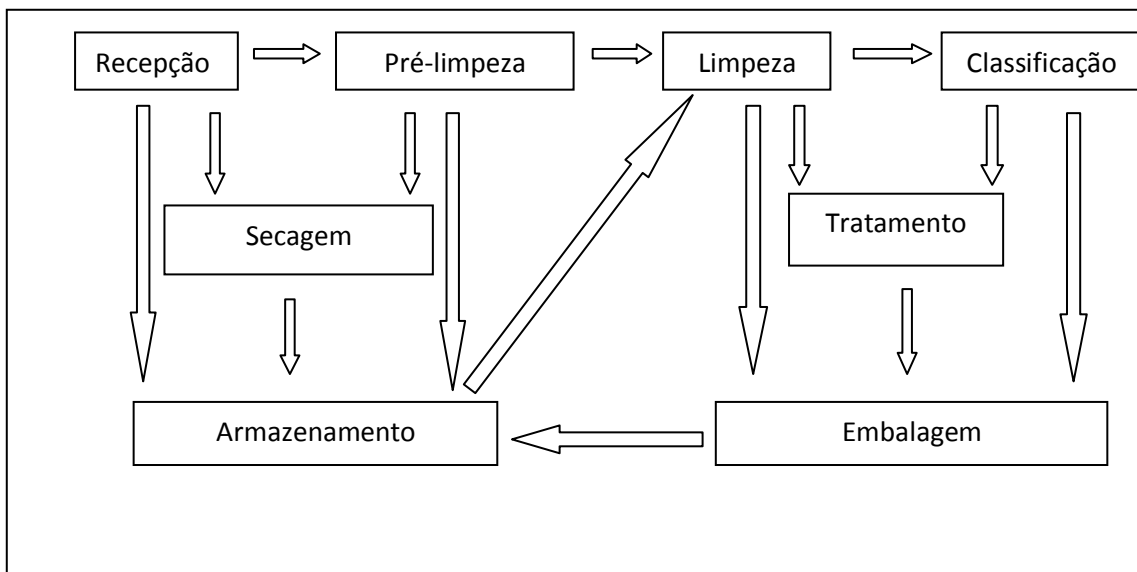 Recepção
Pré-limpeza
Limpeza
Classificação
Secagem
Tratamento
Armazenamento
Embalagem